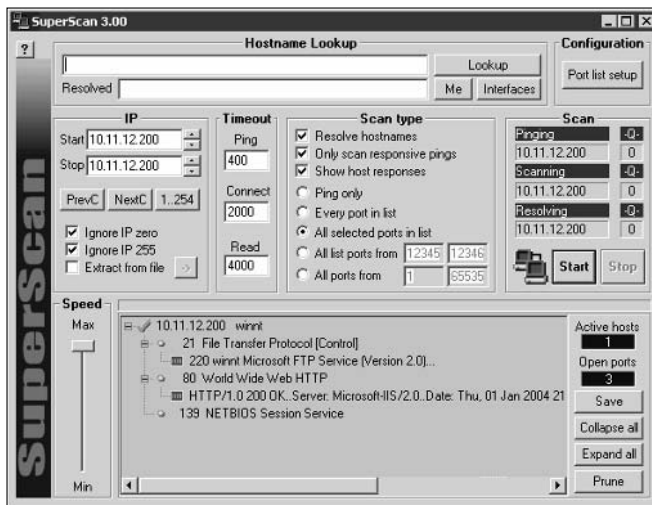 SuperScan 3.00
?
Hostname Lookup
Lookup
Resolved
Me
Interfaces
Configuration
Port list setup
SuperScan
IP
Start 10.11.12.200
Stop 10.11.12.200
PrevC
NextC
1..254
Ignore IP zero
Ignore IP 255
Extract from file
->
Timeout
Ping
400
Connect
2000
Read
4000
Scan type
Resolve hostnames
Only scan responsive pings
Show host responses
Ping only
Every port in list
All selected ports in list
All list ports from 12345 12346
All ports from 1 65535
Scan
Pinging -Q-
10.11.12.200 0
Scanning -Q-
10.11.12.200 0
Resolving -Q-
10.11.12.200 0
Start
Stop
Speed
Max
Min
10.11.12.200 winnt
21 File Transfer Protocol [Control]
220 winnt Microsoft FTP Service (Version 2.0)...
80 World Wide Web HTTP
HTTP/1.0 200 OK..Server: Microsoft-IIS/2.0..Date: Thu, 01 Jan 2004 21
139 NETBIOS Session Service
Active hosts
1
Open ports
3
Save
Collapse all
Expand all
Prune